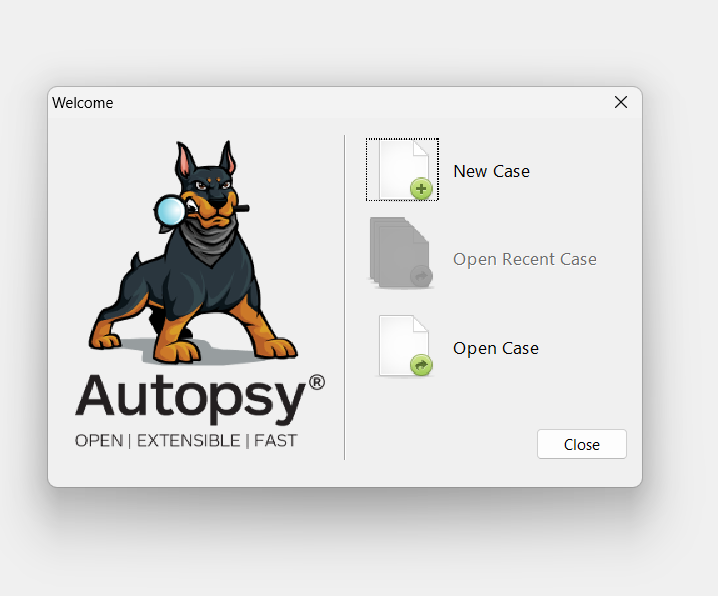 Welcome
New Case
Open Recent Case
Open Case
Autopsy®
OPEN | EXTENSIBLE | FAST
Close